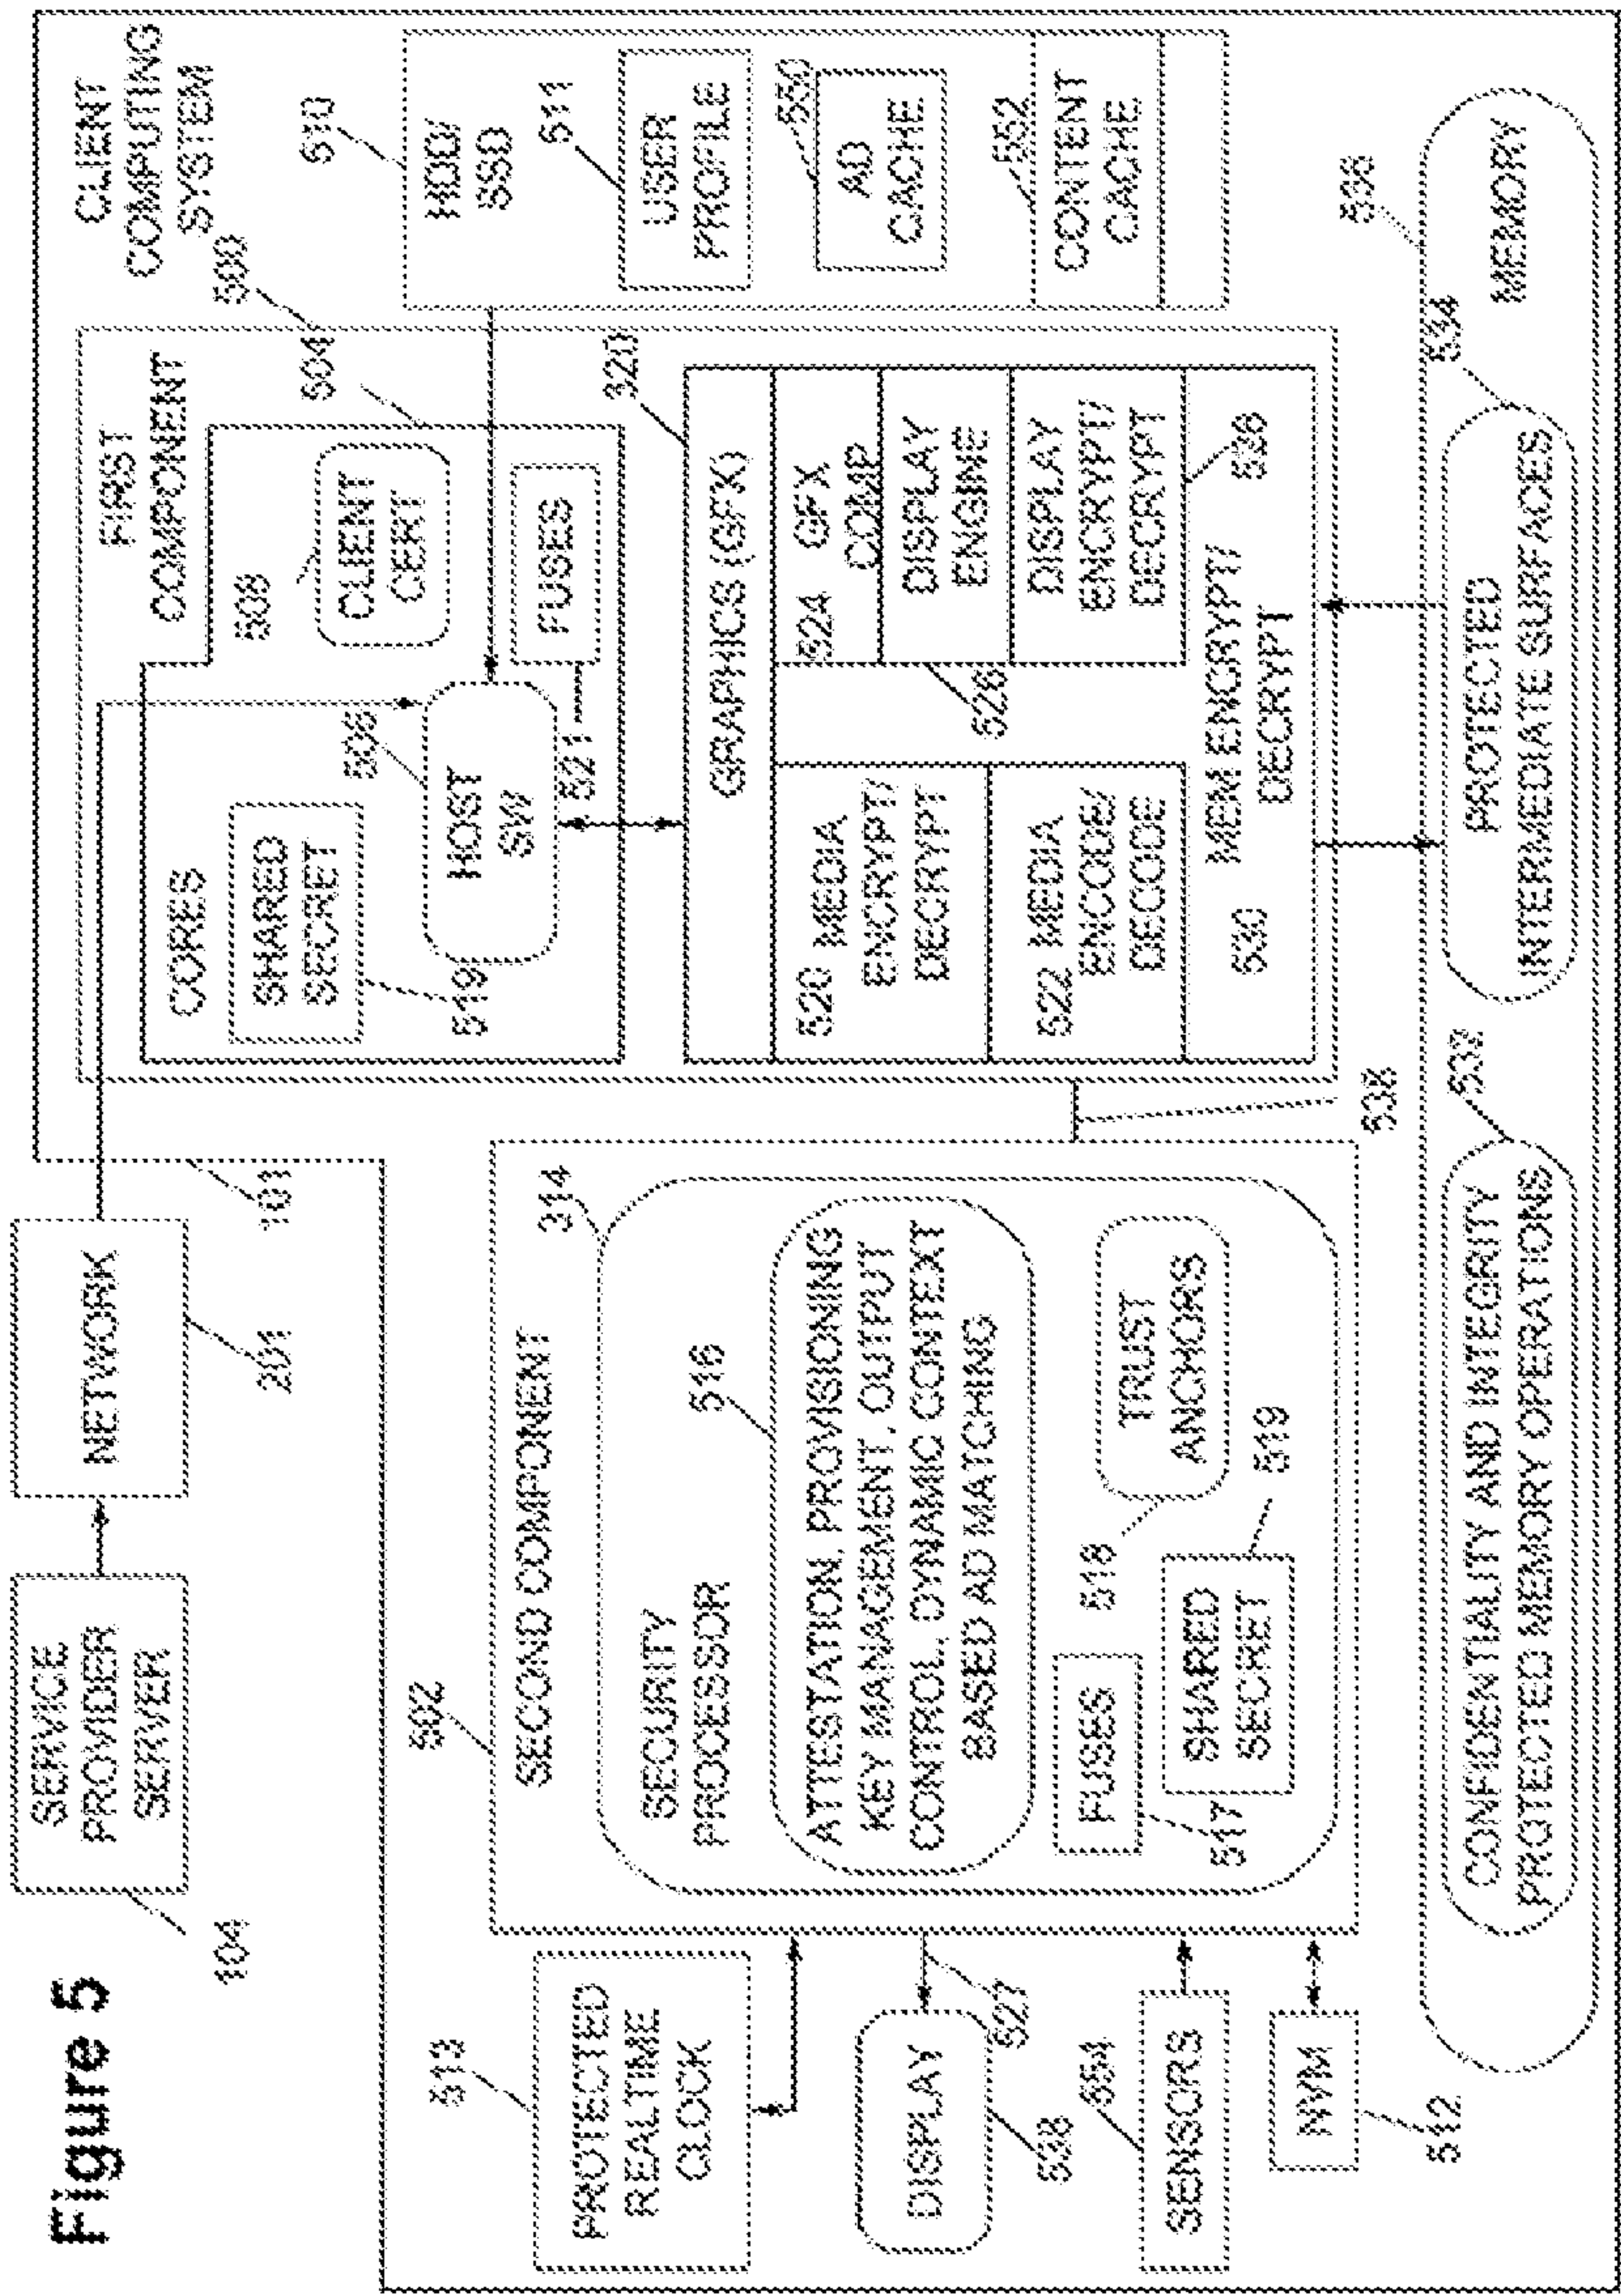 Figure 5
SERVICE
PROVIDER
SERVER
104
NETWORK
201
101
CLIENT
COMPUTING
SYSTEM
500
FIRST
COMPONENT
504
CORES
SHARED
SECRET
519
508
CLIENT
CERT
506
HOST
SW
521
FUSES
510
HDD/
SSD
511
USER
PROFILE
550
AD
CACHE
552
CONTENT
CACHE
320
GRAPHICS (GFX)
520 MEDIA
ENCRYPT/
DECRYPT
522 MEDIA
ENCODE/
DECODE
524 GFX
COMP
526
DISPLAY
ENGINE
DISPLAY
ENCRYPT/
DECRYPT
528
530
MEM ENCRYPT/
DECRYPT
502
SECOND COMPONENT
314
SECURITY
PROCESSOR
516
ATTESTATION, PROVISIONING
KEY MANAGEMENT, OUTPUT
CONTROL, DYNAMIC CONTEXT
BASED AD MATCHING
FUSES
517
518
TRUST
ANCHORS
SHARED
SECRET
519
538
513
PROTECTED
REALTIME
CLOCK
DISPLAY
538
527
554
SENSORS
NVM
512
532
CONFIDENTIALITY AND INTEGRITY
PROTECTED MEMORY OPERATIONS
534
PROTECTED
INTERMEDIATE SURFACES
536
MEMORY